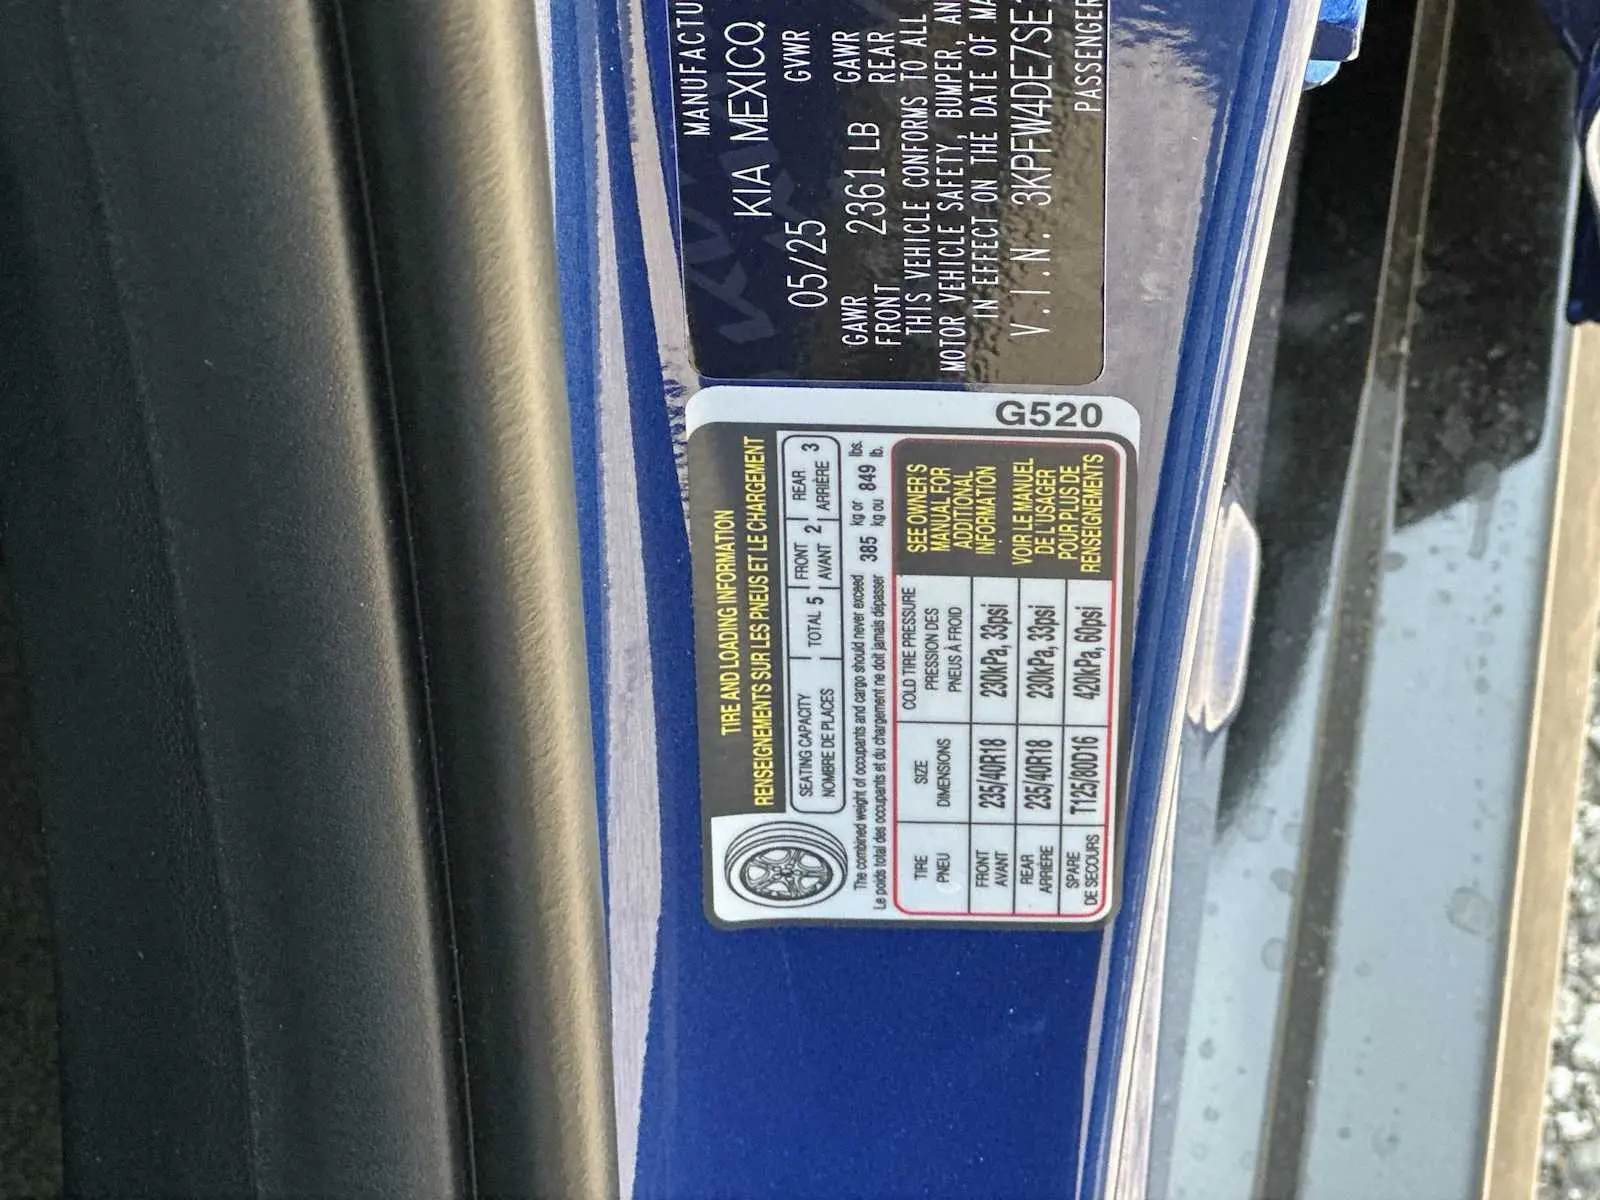 MANUFACTU
KIA MEXICO,
05/25 GVWR
GAWR GAWR
FRONT 2361 LB REAR
THIS VEHICLE CONFORMS TO ALL
MOTOR VEHICLE SAFETY, BUMPER, AN
IN EFFECT ON THE DATE OF MA
V.I.N. 3KPFW4DE7SE
PASSENGER
G520
TIRE AND LOADING INFORMATION
RENSEIGNEMENTS SUR LES PNEUS ET LE CHARGEMENT
SEATING CAPACITY TOTAL 5 FRONT 2 REAR 3
NOMBRE DE PLACES AVANT ARRIÈRE
The combined weight of occupants and cargo should never exceed 385 kg or 849 lbs.
Le poids total des occupants et du chargement ne doit jamais dépasser kg ou lb.
TIRE SIZE COLD TIRE PRESSURE
PNEU DIMENSIONS PRESSION DES
PNEUS À FROID
FRONT 235/40R18 230kPa, 33psi
AVANT
REAR 235/40R18 230kPa, 33psi
ARRIÈRE
SPARE T125/80D16 420kPa, 60psi
DE SECOURS
SEE OWNER'S
MANUAL FOR
ADDITIONAL
INFORMATION
VOIR LE MANUEL
DE L'USAGER
POUR PLUS DE
RENSEIGNEMENTS